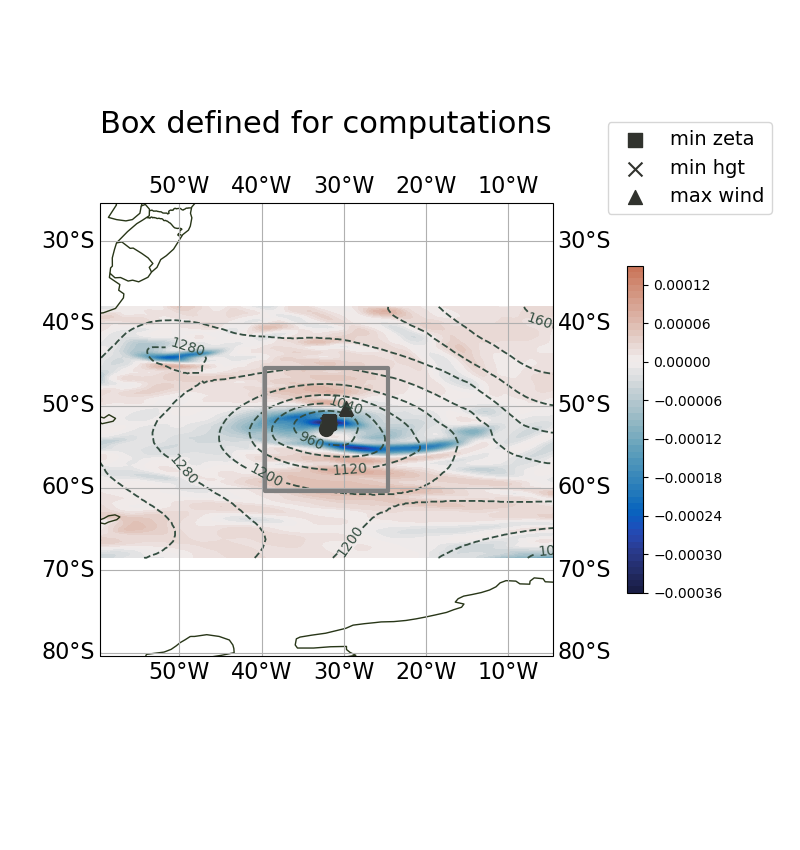 Box defined for computations
min zeta
min hgt
max wind
50°W 40°W 30°W 20°W 10°W
30°S 30°S
40°S 40°S
50°S 50°S
60°S 60°S
70°S 70°S
80°S 80°S
50°W 40°W 30°W 20°W 10°W
160
1280
1040
960
1120
1200
1280
1200
10
0.00012
0.00006
0.00000
−0.00006
−0.00012
−0.00018
−0.00024
−0.00030
−0.00036